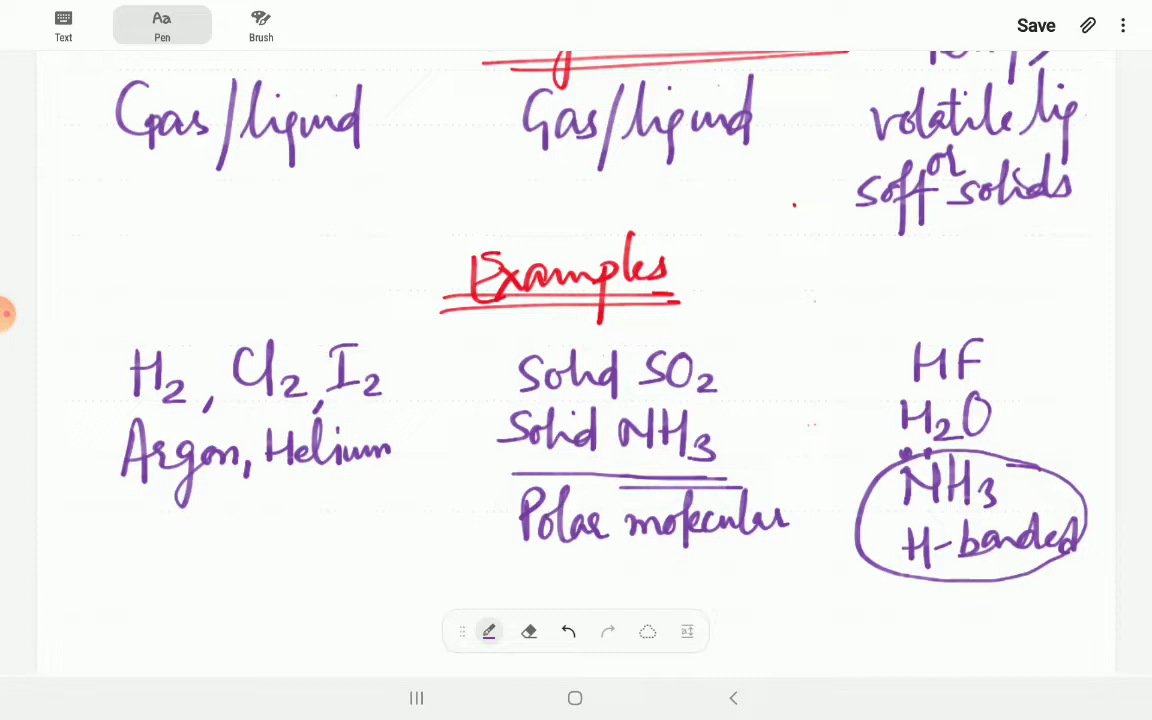 Text
Aa
Pen
Brush
Save
Gas/liquid Gas/liquid volatile liq
or
soft solids
Examples
H2, Cl2, I2 Solid SO2 HF
Argon, Helium Solid NH3 H2O
Polar molecular NH3
H-bonded